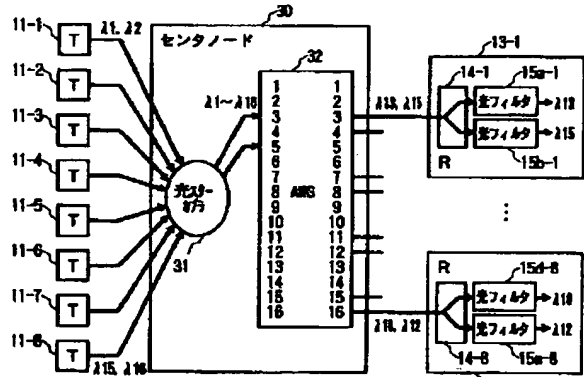 30
センタノード
32
11-1
T
λ1, λ2
11-2
T
11-3
T
11-4
T
11-5
T
11-6
T
11-7
T
11-8
T
λ15, λ16
λ1〜λ16
光スター
カプラ
31
AWG
1
2
3
4
5
6
7
8
9
10
11
12
13
14
15
16
1
2
3
4
5
6
7
8
9
10
11
12
13
14
15
16
λ13, λ15
13-1
14-1
15a-1
光フィルタ
λ13
光フィルタ
λ15
R
15b-1
⋮
R
光フィルタ
λ10
光フィルタ
λ12
λ10, λ12
14-8